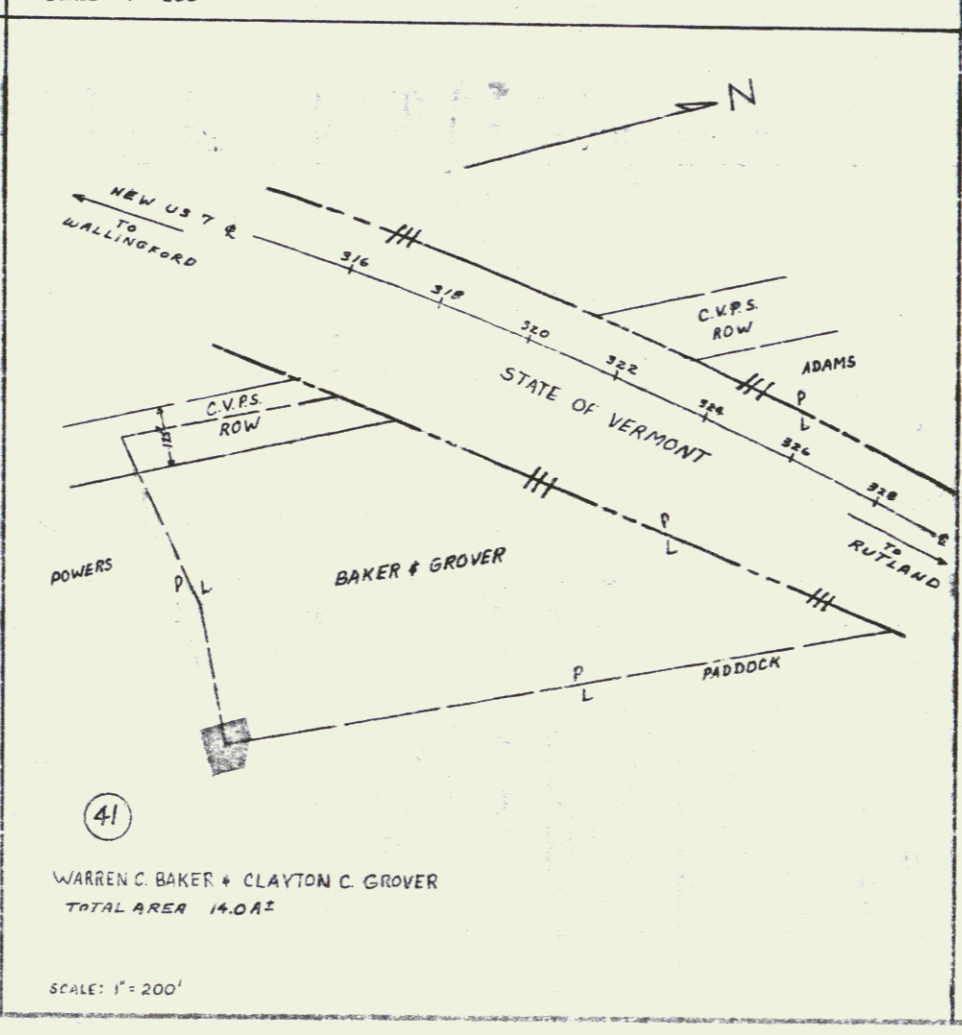 N
NEW US 7 ℄
TO
WALLINGFORD
316
318
320
322
324
326
328
C.V.P.S.
ROW
ADAMS
P
L
STATE OF VERMONT
℄
TO
RUTLAND
C.V.P.S.
ROW
P
L
POWERS
P L
BAKER & GROVER
P
L
PADDOCK
41
WARREN C. BAKER & CLAYTON C. GROVER
TOTAL AREA 14.0 A±
SCALE: 1" = 200'